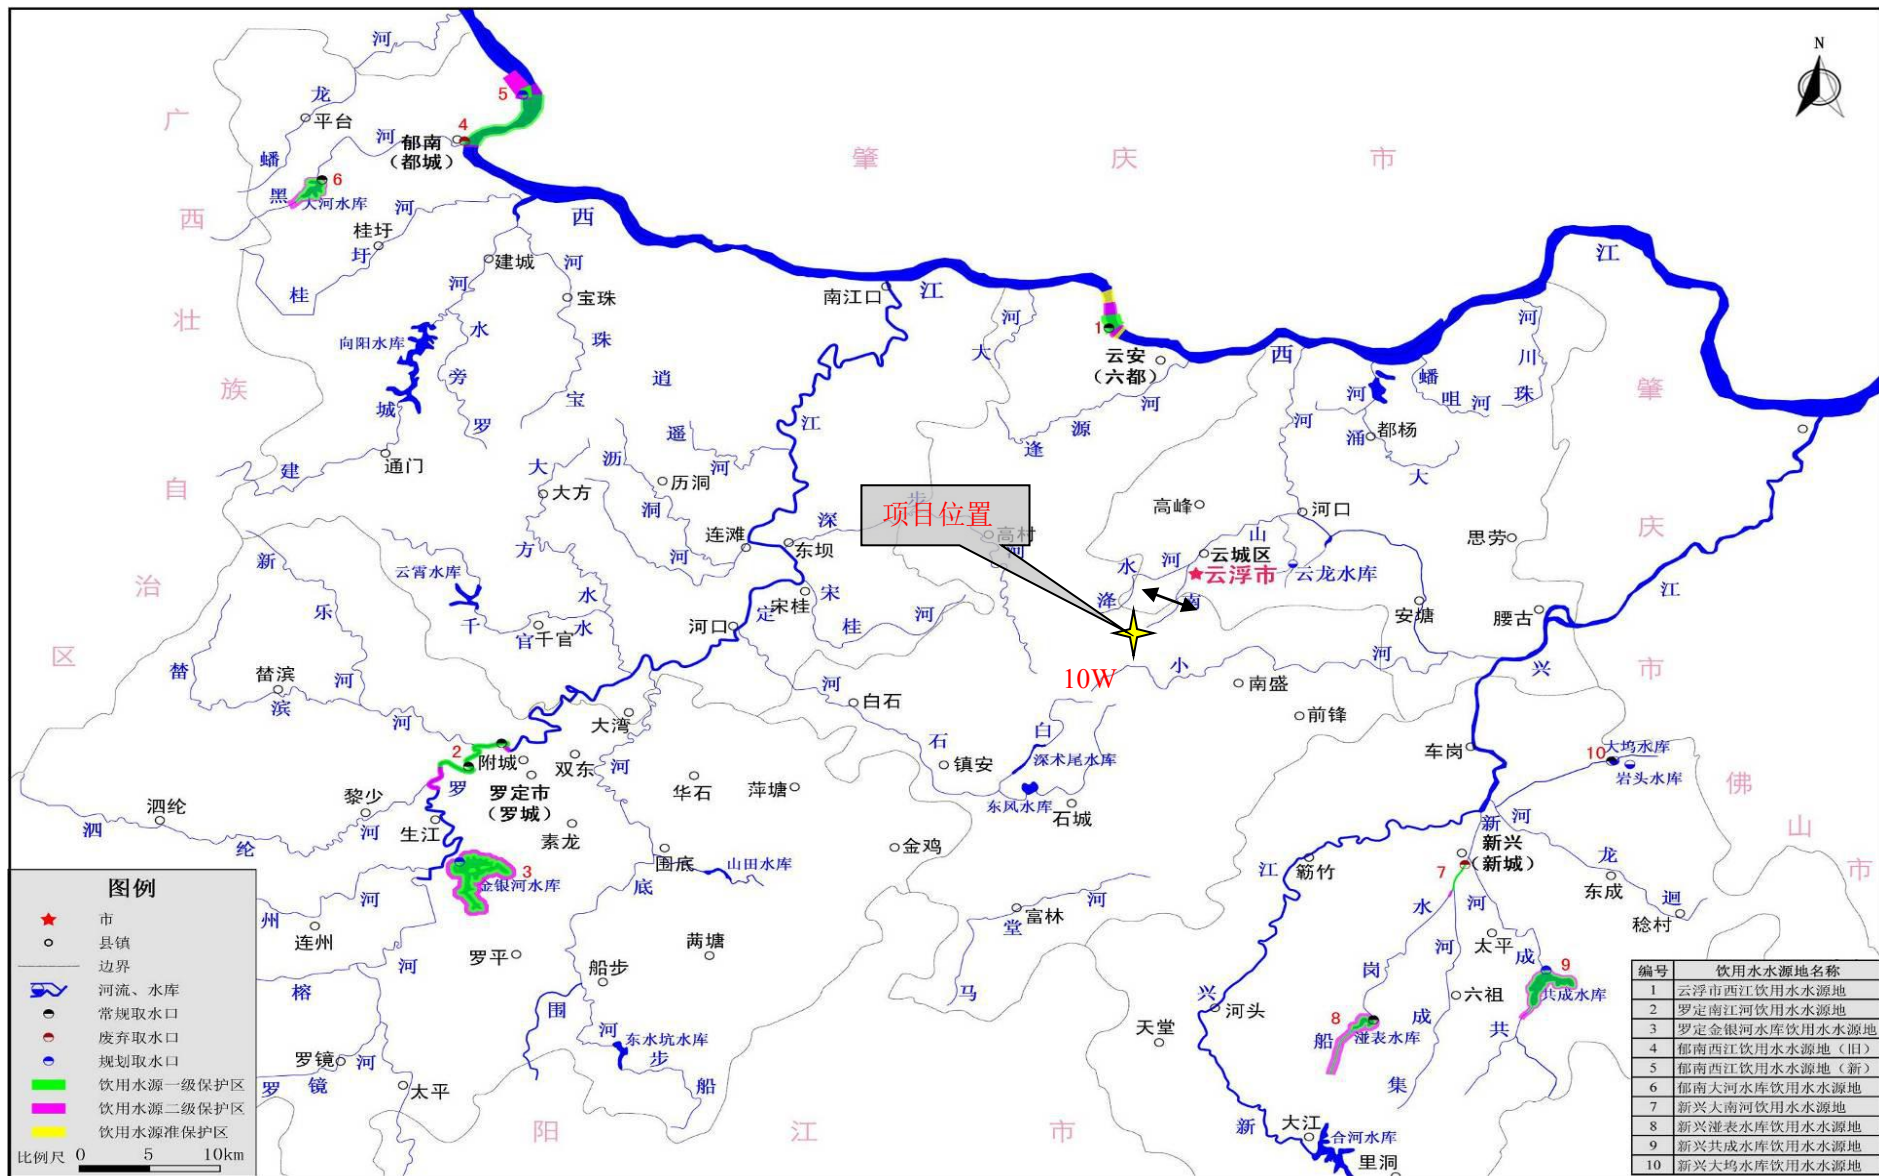 N
广
西
壮
族
自
治
区
肇
庆
市
肇
庆
市
佛
山
市
阳
江
市
河
龙
平台
蟠
河
郁南
(都城)
4
5
6
黑
大河水库
桂圩
河
圩
桂
西
江
西
江
建城
河
宝珠
河
水
珠
旁
宝
罗
向阳水库
城
建
通门
南江口
河
大
1
云安
(六都)
河
源
逢
逍
遥
河
江
沥
洞
河
历洞
大
大方
方
水
连滩
东坝
深
步
高村
河
项目位置
高峰
河口
河
山
河
云城区
云浮市
云龙水库
水
洚
南
10W
小
河
南盛
前锋
安塘
腰古
思劳
江
兴
河
涌
大
都杨
蟠
咀
河
河
川
珠
新
乐
河
云霄水库
千
官
千官
水
河口
定
宋桂
宋
桂
河
榃
榃滨
滨
河
河
白石
石
镇安
白
深术尾水库
东风水库
石城
大湾
河
2
附城
双东
罗
罗定市
(罗城)
华石
萍塘
泗纶
泗
纶
河
黎少
生江
素龙
围底
山田水库
底
金鸡
3
金银河水库
州
河
连州
榕
河
罗平
苘塘
船步
围
河
东水坑水库
步
船
罗镜
罗
镜
河
太平
富林
堂
河
马
天堂
车岗
10
大坞水库
岩头水库
新
河
新兴
(新城)
7
龙
东成
迴
稔村
江
簕竹
水
河
河
太平
成
9
共成水库
共
岗
六祖
8
船
湴表水库
成
集
兴
河头
新
大江
合河水库
里洞
图例
市
县镇
边界
河流、水库
常规取水口
废弃取水口
规划取水口
饮用水源一级保护区
饮用水源二级保护区
饮用水源准保护区
比例尺 0 5 10km
编号 饮用水水源地名称
1 云浮市西江饮用水水源地
2 罗定南江河饮用水水源地
3 罗定金银河水库饮用水水源地
4 郁南西江饮用水水源地（旧）
5 郁南西江饮用水水源地（新）
6 郁南大河水库饮用水水源地
7 新兴大南河饮用水水源地
8 新兴湴表水库饮用水水源地
9 新兴共成水库饮用水水源地
10 新兴大坞水库饮用水水源地